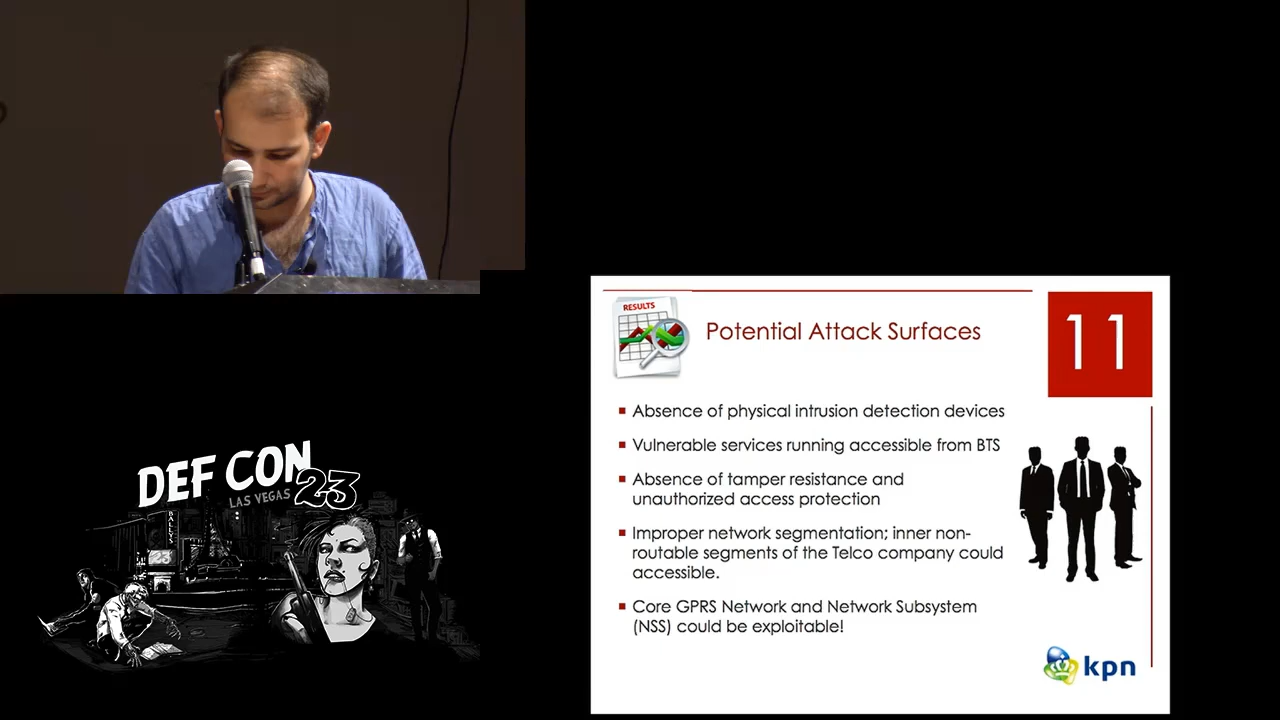 RESULTS
Potential Attack Surfaces
11
Absence of physical intrusion detection devices
Vulnerable services running accessible from BTS
Absence of tamper resistance and
unauthorized access protection
Improper network segmentation; inner non-
routable segments of the Telco company could
accessible.
Core GPRS Network and Network Subsystem
(NSS) could be exploitable!
kpn
DEF CON
23
LAS VEGAS
BALLYS